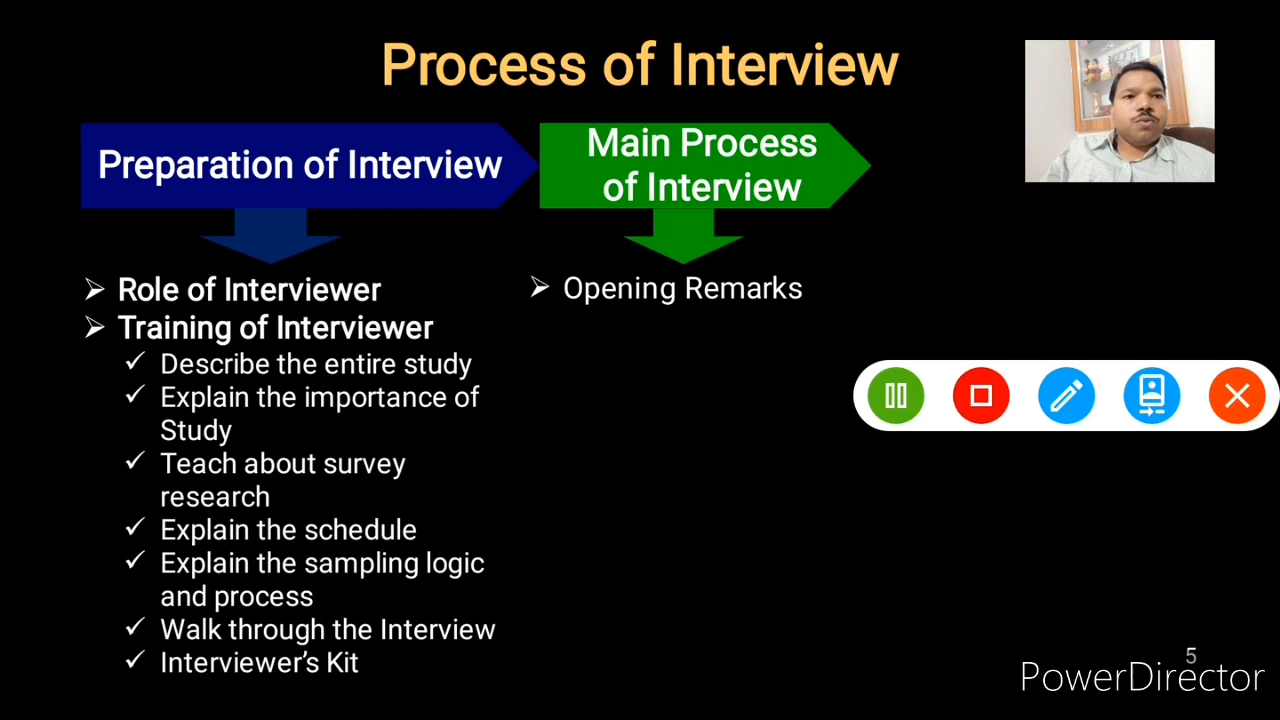 Process of Interview
Preparation of Interview
Main Process
of Interview
Role of Interviewer
Training of Interviewer
Describe the entire study
Explain the importance of
Study
Teach about survey
research
Explain the schedule
Explain the sampling logic
and process
Walk through the Interview
Interviewer’s Kit
Opening Remarks
5
PowerDirector